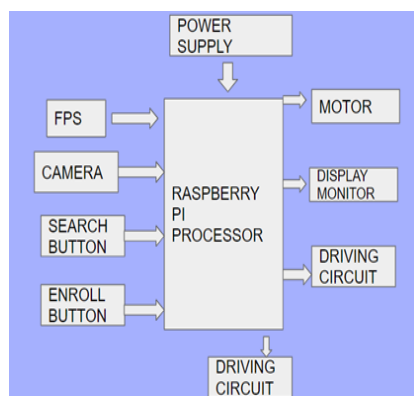 POWER
SUPPLY
FPS
MOTOR
CAMERA
RASPBERRY
PI
PROCESSOR
DISPLAY
MONITOR
SEARCH
BUTTON
DRIVING
CIRCUIT
ENROLL
BUTTON
DRIVING
CIRCUIT